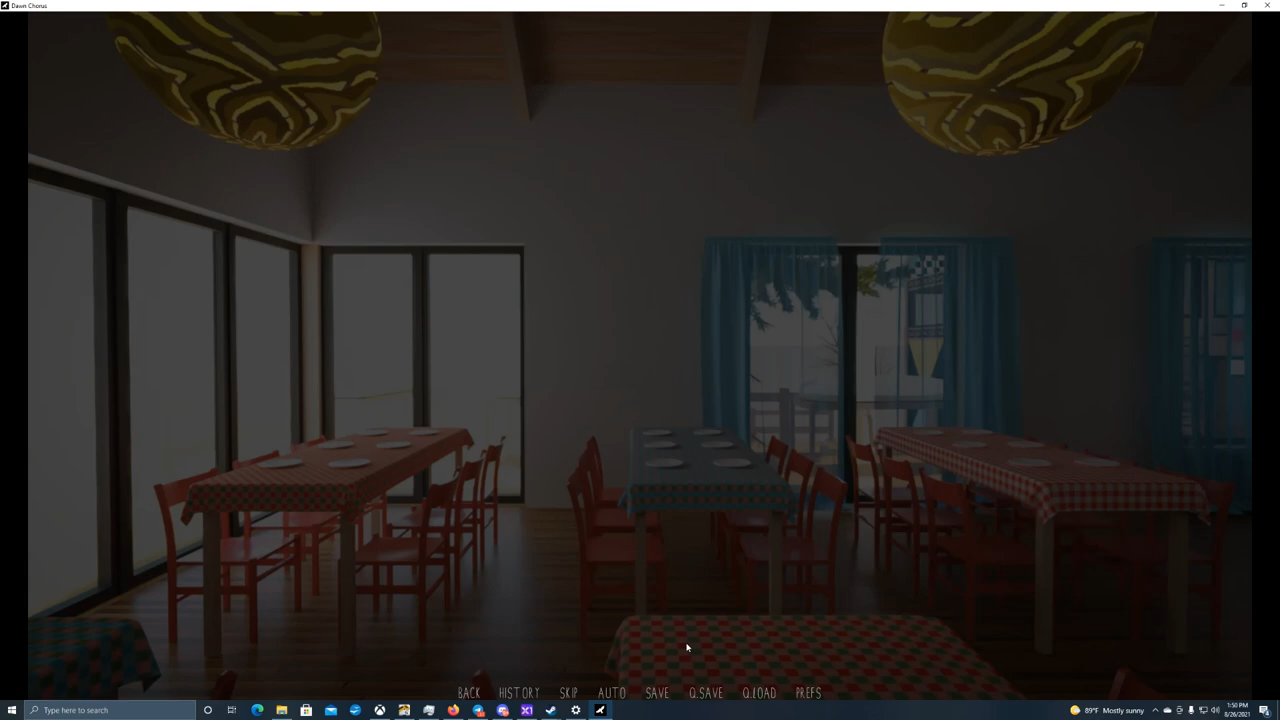 Dawn Chorus
BACK HISTORY SKIP AUTO SAVE Q.SAVE Q.LOAD PREFS
Type here to search
89°F Mostly sunny
1:50 PM
8/26/2021